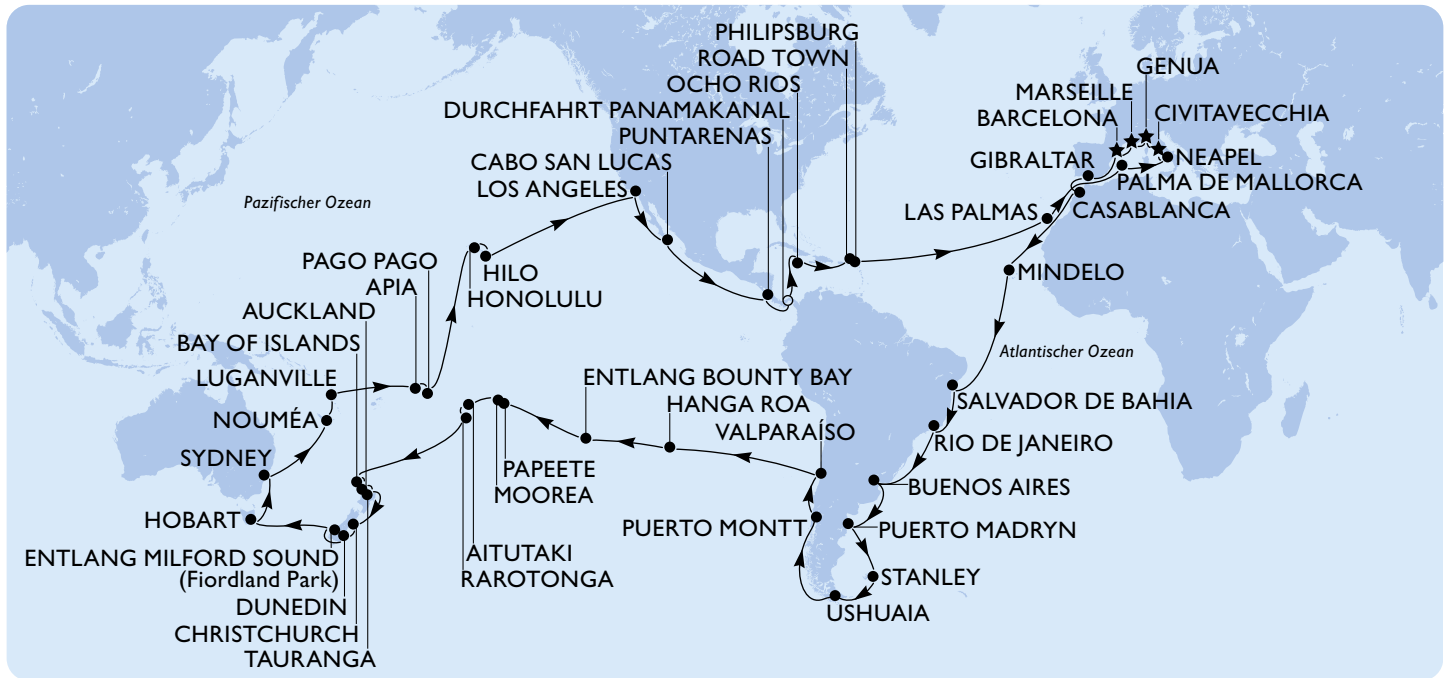 PHILIPSBURG
ROAD TOWN
OCHO RIOS
DURCHFAHRT PANAMAKANAL
PUNTARENAS
CABO SAN LUCAS
LOS ANGELES
GENUA
MARSEILLE
BARCELONA
CIVITAVECCHIA
GIBRALTAR
NEAPEL
PALMA DE MALLORCA
LAS PALMAS
CASABLANCA
Pazifischer Ozean
PAGO PAGO
APIA
HILO
HONOLULU
MINDELO
AUCKLAND
BAY OF ISLANDS
LUGANVILLE
NOUMÉA
SYDNEY
HOBART
Atlantischer Ozean
ENTLANG BOUNTY BAY
HANGA ROA
VALPARAÍSO
SALVADOR DE BAHIA
RIO DE JANEIRO
BUENOS AIRES
PUERTO MADRYN
PAPEETE
MOOREA
PUERTO MONTT
AITUTAKI
RAROTONGA
STANLEY
USHUAIA
ENTLANG MILFORD SOUND
(Fiordland Park)
DUNEDIN
CHRISTCHURCH
TAURANGA